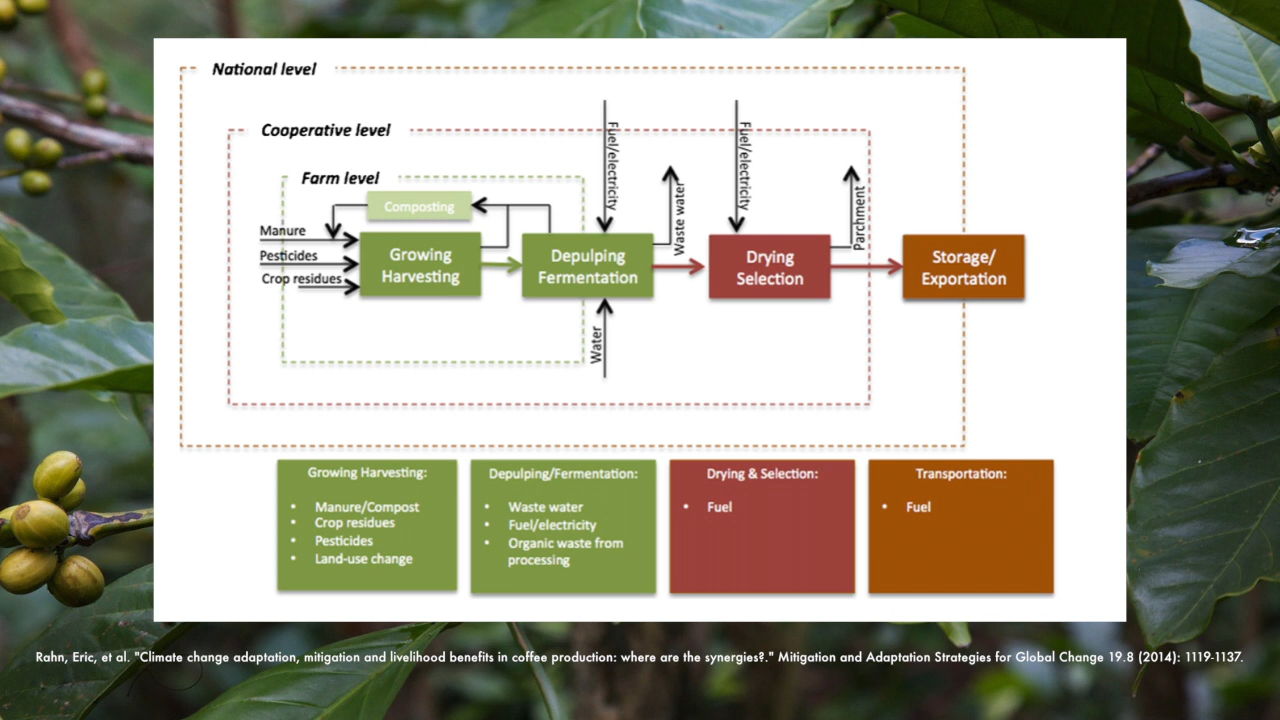 National level
Cooperative level
Farm level
Fuel/electricity
Fuel/electricity
Composting
Waste water
Parchment
Manure
Pesticides
Crop residues
Growing
Harvesting
Depulping
Fermentation
Drying
Selection
Storage/
Exportation
Water
Growing Harvesting:
• Manure/Compost
• Crop residues
• Pesticides
• Land-use change
Depulping/Fermentation:
• Waste water
• Fuel/electricity
• Organic waste from
processing
Drying & Selection:
• Fuel
Transportation:
• Fuel
Rahn, Eric, et al. "Climate change adaptation, mitigation and livelihood benefits in coffee production: where are the synergies?." Mitigation and Adaptation Strategies for Global Change 19.8 (2014): 1119-1137.